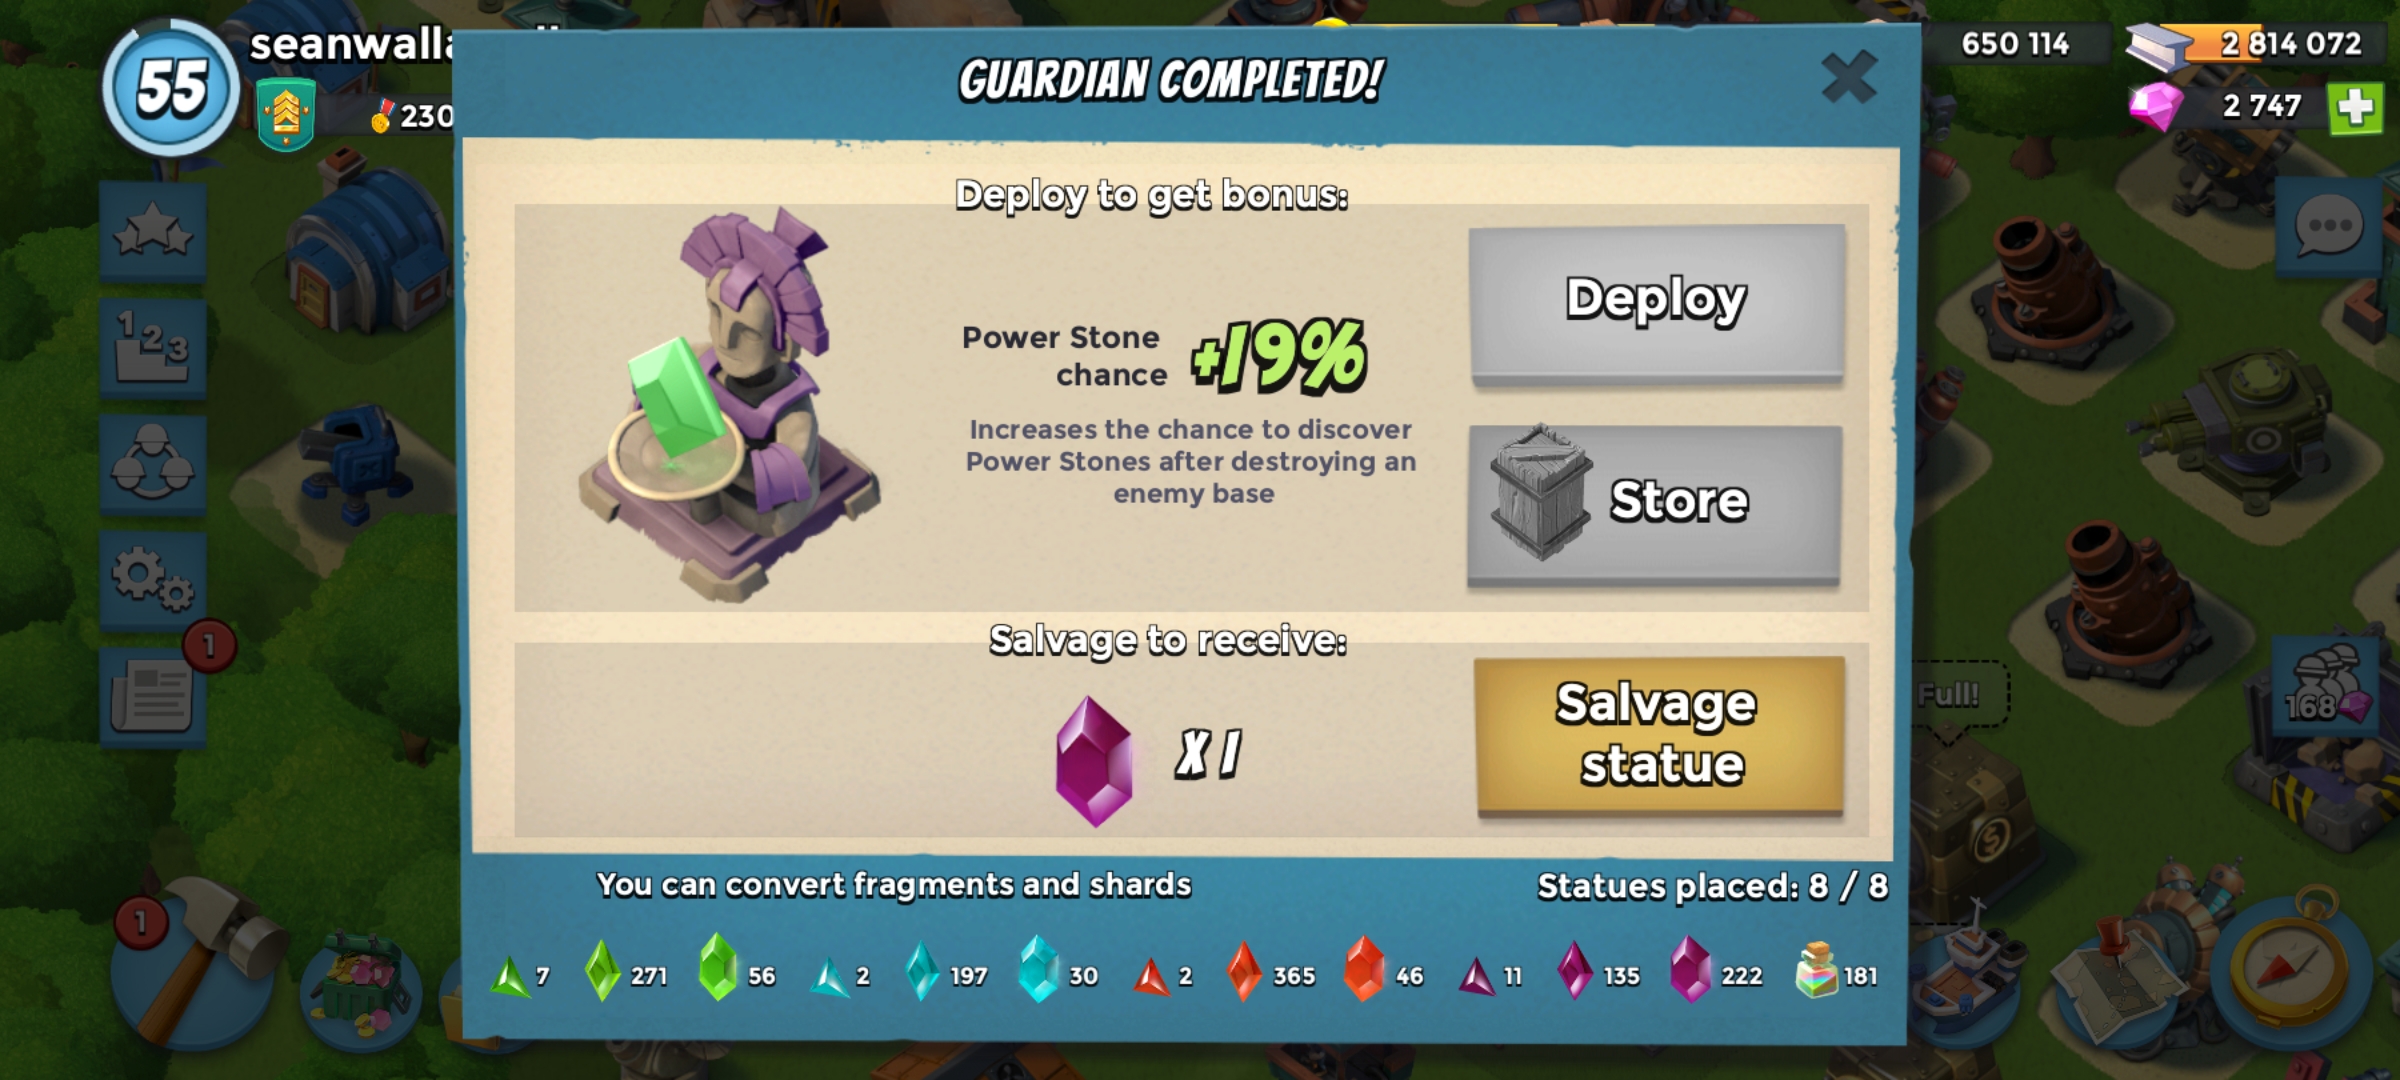 55
GUARDIAN COMPLETED!
650 114
2 814 072
230
2 747
Deploy to get bonus:
Deploy
Power Stone
chance
+19%
Increases the chance to discover
Power Stones after destroying an
enemy base
Store
1 2 3
1
Salvage to receive:
X 1
Salvage
statue
Full!
168
You can convert fragments and shards
Statues placed: 8 / 8
1
7
271
56
2
197
30
2
365
46
11
135
222
181